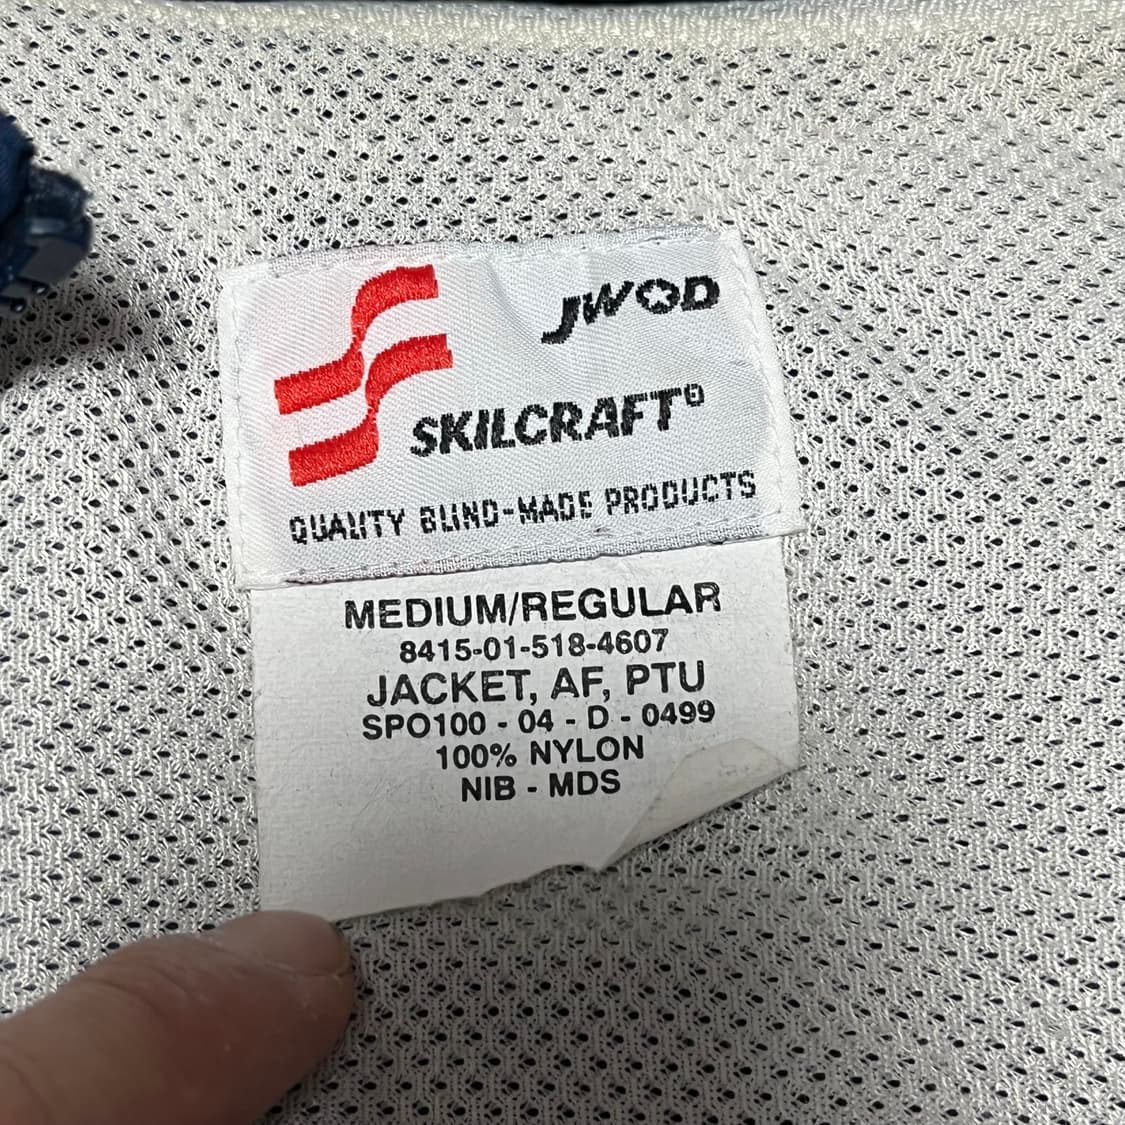 JWOD
SKILCRAFT®
QUALITY BLIND-MADE PRODUCTS
MEDIUM/REGULAR
8415-01-518-4607
JACKET, AF, PTU
SPO100 - 04 - D - 0499
100% NYLON
NIB - MDS